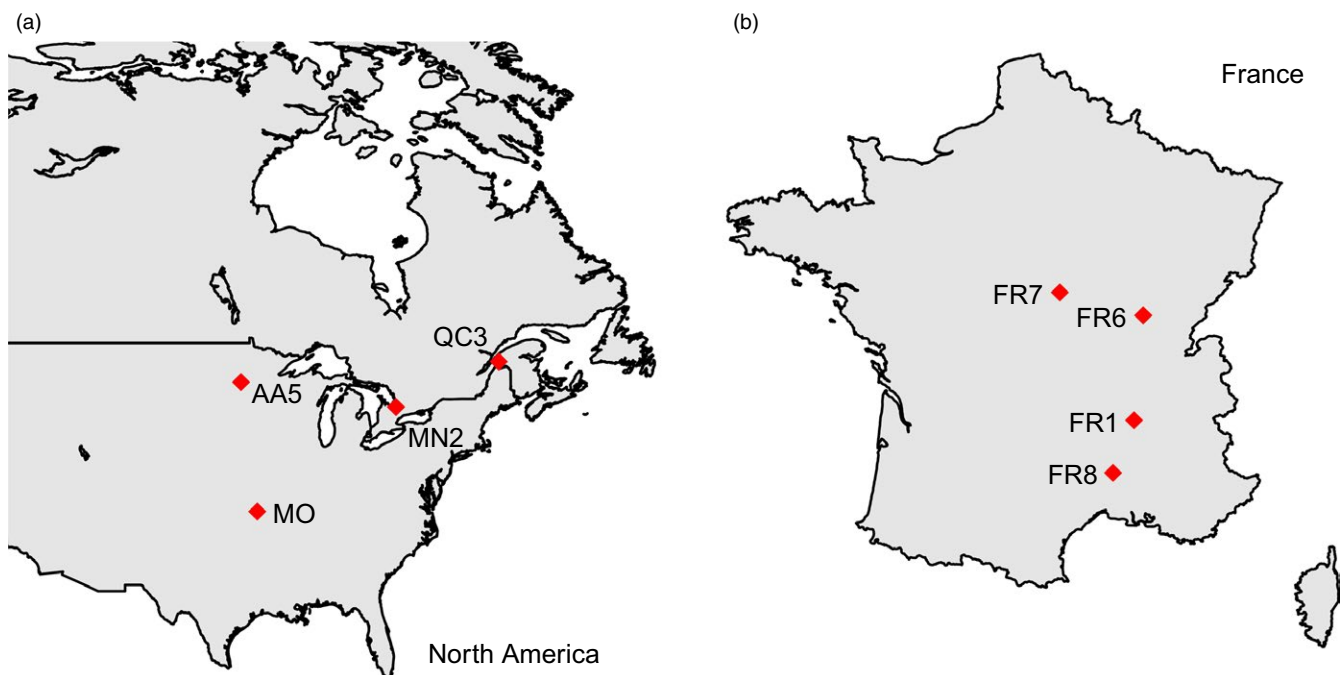 (a)
(b)
France
FR7
FR6
QC3
AA5
MN2
FR1
FR8
MO
North America